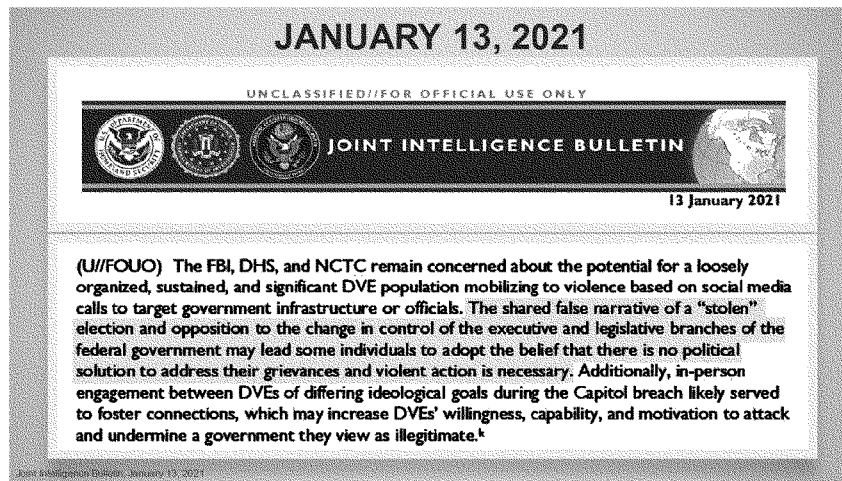 JANUARY 13, 2021
UNCLASSIFIED//FOR OFFICIAL USE ONLY
JOINT INTELLIGENCE BULLETIN
13 January 2021
(U//FOUO) The FBI, DHS, and NCTC remain concerned about the potential for a loosely
organized, sustained, and significant DVE population mobilizing to violence based on social media
calls to target government infrastructure or officials. The shared false narrative of a “stolen”
election and opposition to the change in control of the executive and legislative branches of the
federal government may lead some individuals to adopt the belief that there is no political
solution to address their grievances and violent action is necessary. Additionally, in-person
engagement between DVEs of differing ideological goals during the Capitol breach likely served
to foster connections, which may increase DVEs’ willingness, capability, and motivation to attack
and undermine a government they view as illegitimate.ᵏ
Joint Intelligence Bulletin, January 13, 2021